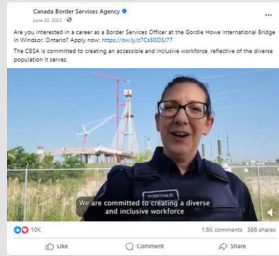 Canada Border Services Agency
June 20, 2023
Are you interested in a career as a Border Services Officer at the Gordie Howe International Bridge
in Windsor, Ontario? Apply now:
The CBSA is committed to creating an accessible and inclusive workforce, reflective of the diverse
population it serves.
We are committed to creating a diverse
and inclusive workforce
10K
1.6K comments 386 shares
Like
Comment
Share